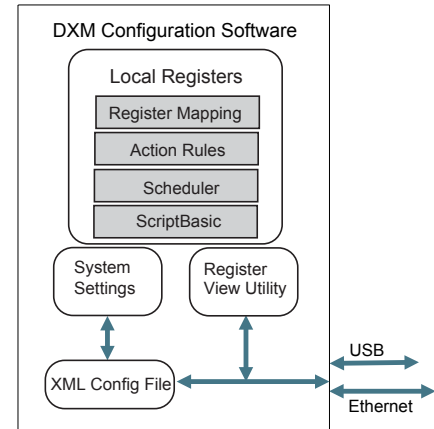 DXM Configuration Software
Local Registers
Register Mapping
Action Rules
Scheduler
ScriptBasic
System
Settings
Register
View Utility
XML Config File
USB
Ethernet